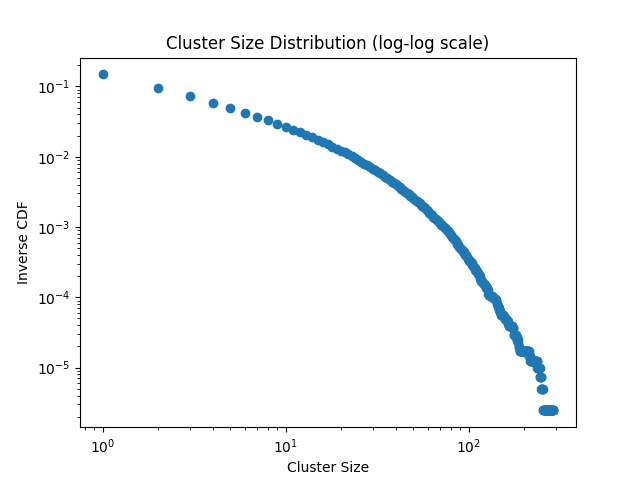 Cluster Size Distribution (log-log scale)
Inverse CDF
10⁻¹
10⁻²
10⁻³
10⁻⁴
10⁻⁵
10⁰ 10¹ 10²
Cluster Size